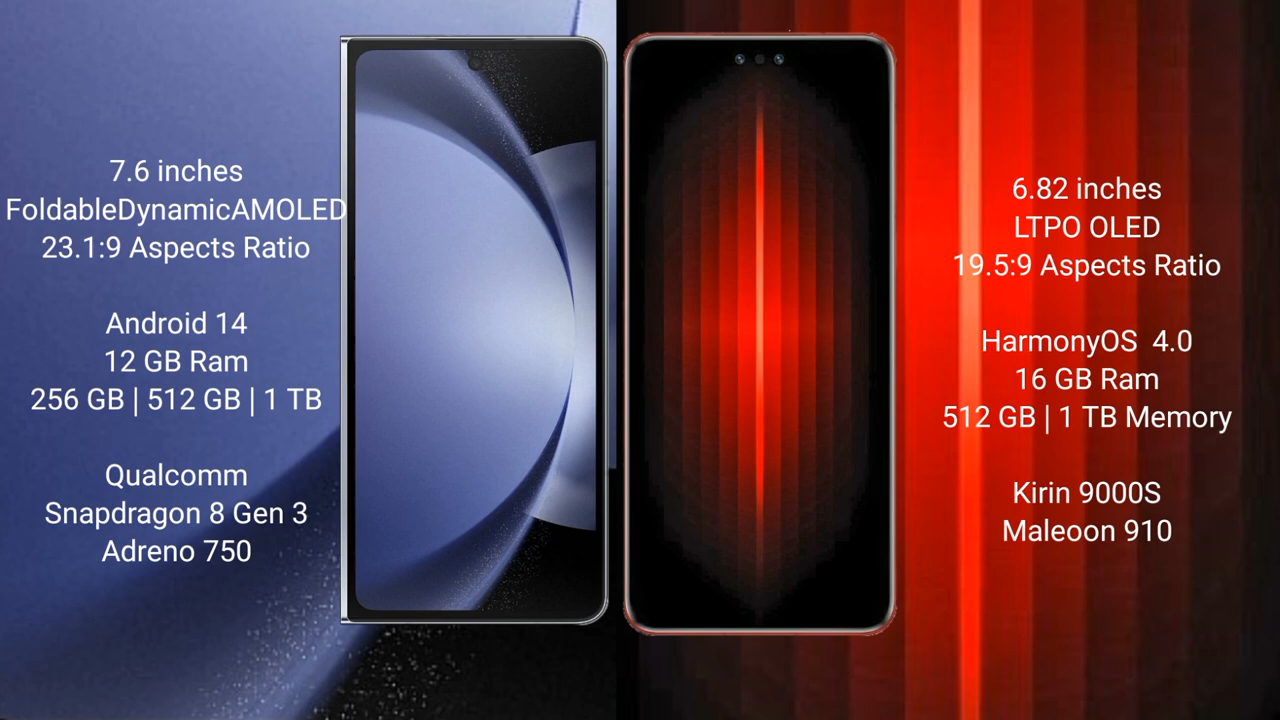 7.6 inches
FoldableDynamicAMOLED
23.1:9 Aspects Ratio
Android 14
12 GB Ram
256 GB | 512 GB | 1 TB
Qualcomm
Snapdragon 8 Gen 3
Adreno 750
6.82 inches
LTPO OLED
19.5:9 Aspects Ratio
HarmonyOS  4.0
16 GB Ram
512 GB | 1 TB Memory
Kirin 9000S
Maleoon 910